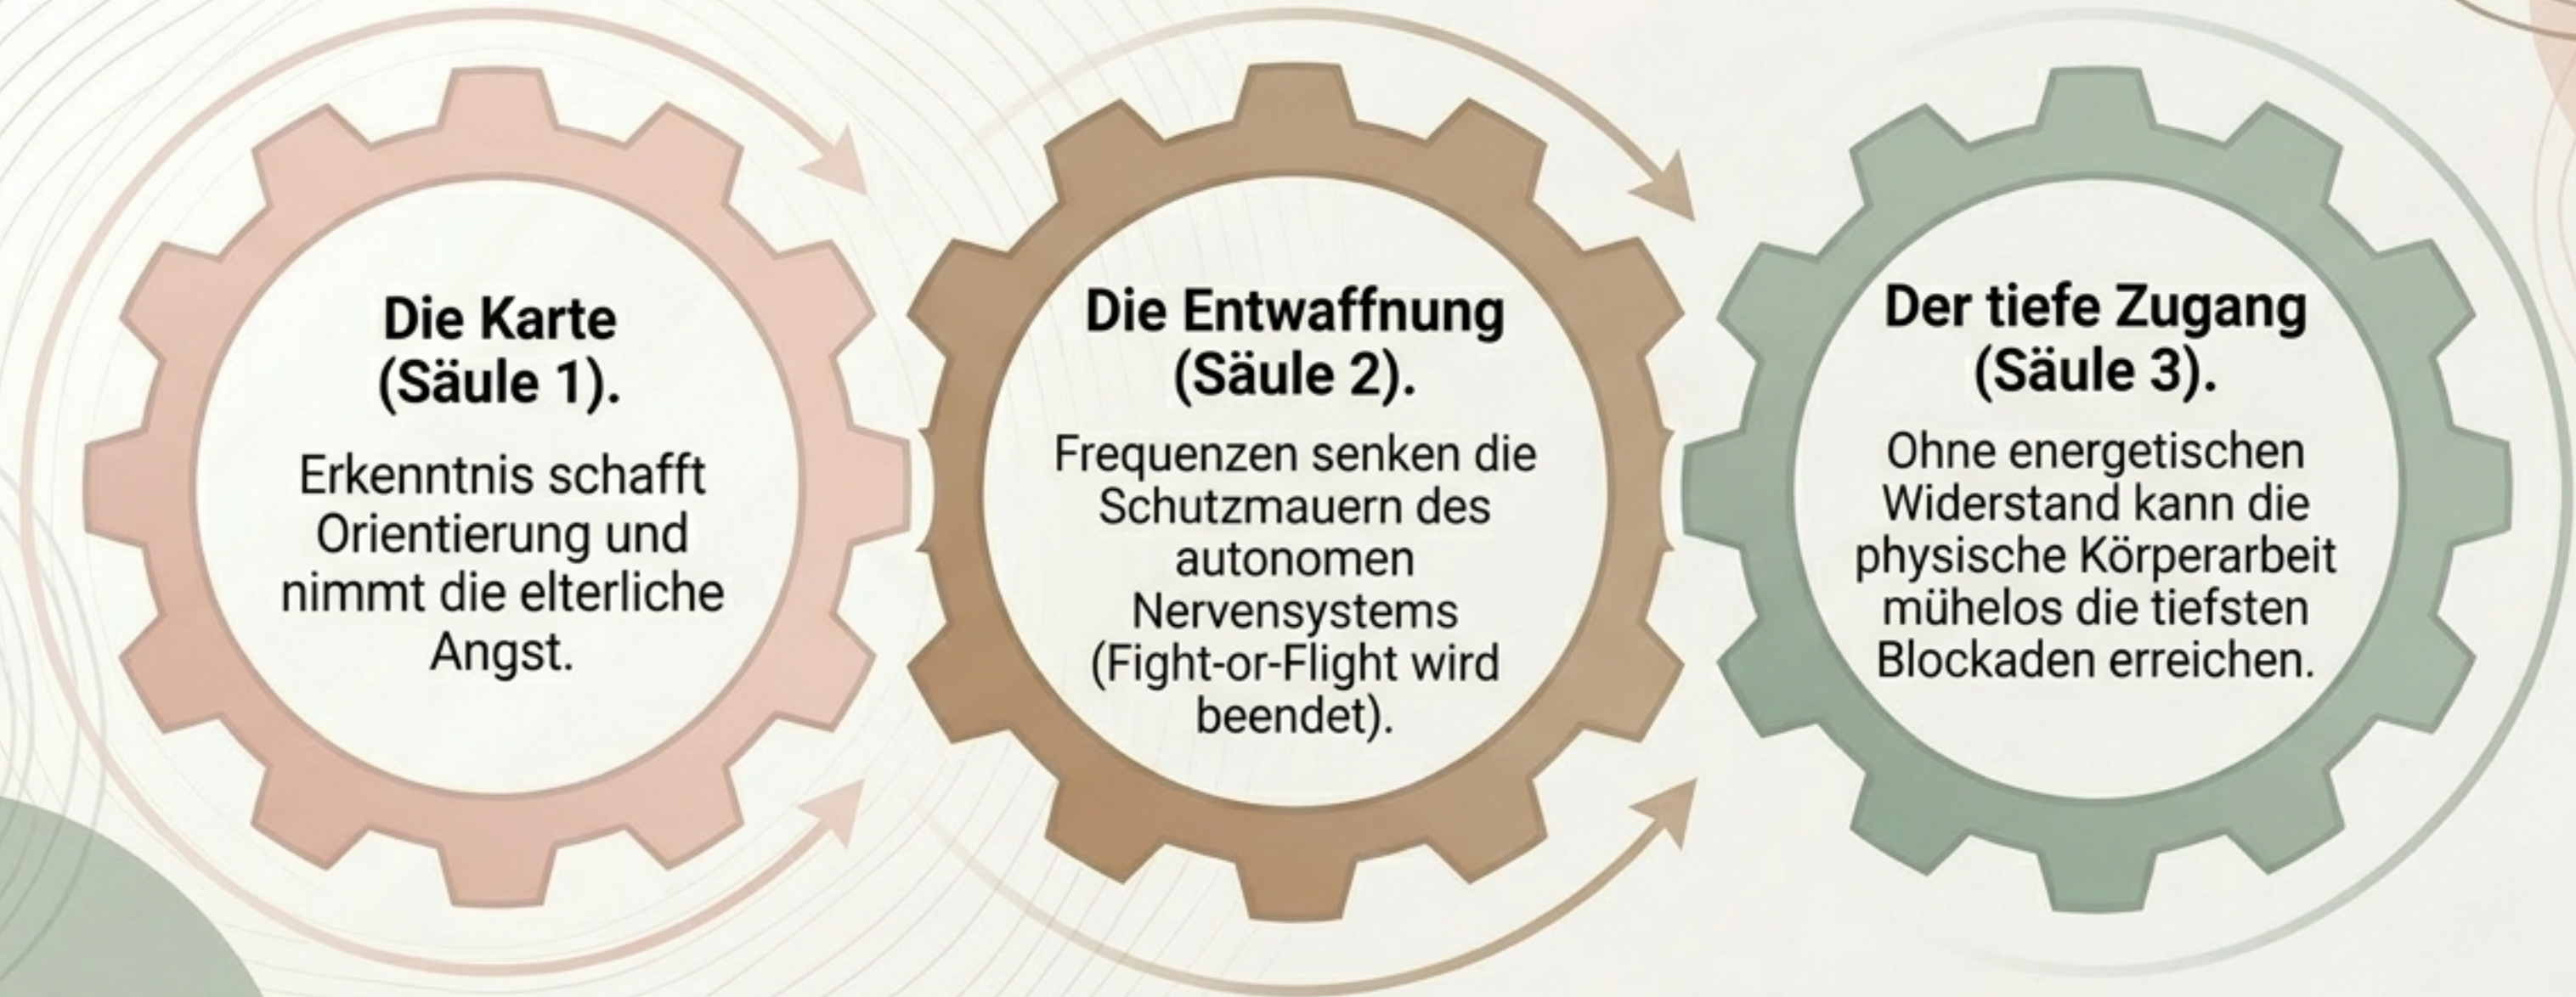 Die Karte
(Säule 1).
Erkenntnis schafft
Orientierung und
nimmt die elterliche
Angst.
Die Entwaffnung
(Säule 2).
Frequenzen senken die
Schutzmauern des
autonomen
Nervensystems
(Fight-or-Flight wird
beendet).
Der tiefe Zugang
(Säule 3).
Ohne energetischen
Widerstand kann die
physische Körperarbeit
mühelos die tiefsten
Blockaden erreichen.